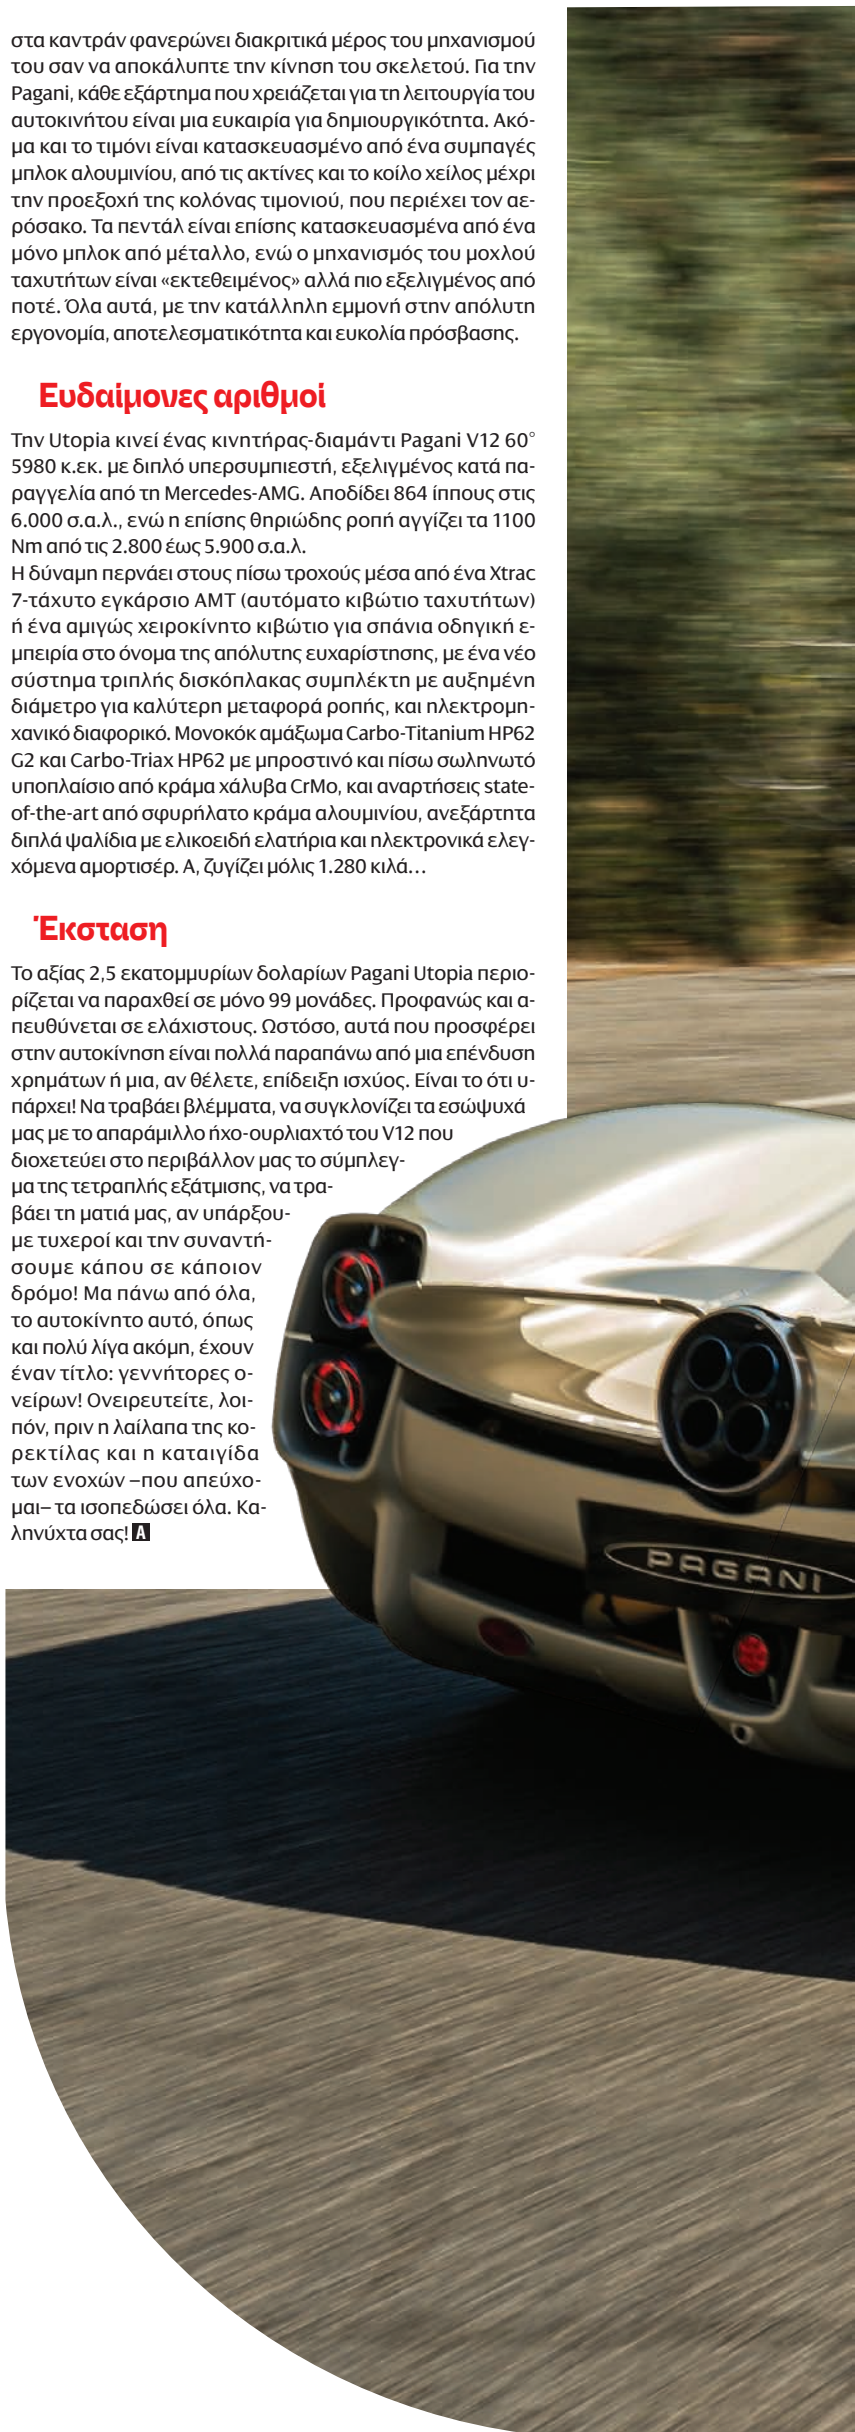 στα καντράν φανερώνει διακριτικά μέρος του μηχανισμού
του σαν να αποκάλυπτε την κίνηση του σκελετού. Για την
Pagani, κάθε εξάρτημα που χρειάζεται για τη λειτουργία του
αυτοκινήτου είναι μια ευκαιρία για δημιουργικότητα. Ακό-
μα και το τιμόνι είναι κατασκευασμένο από ένα συμπαγές
μπλοκ αλουμινίου, από τις ακτίνες και το κοίλο χείλος μέχρι
την προεξοχή της κολόνας τιμονιού, που περιέχει τον αε-
ρόσακο. Τα πεντάλ είναι επίσης κατασκευασμένα από ένα
μόνο μπλοκ από μέταλλο, ενώ ο μηχανισμός του μοχλού
ταχυτήτων είναι «εκτεθειμένος» αλλά πιο εξελιγμένος από
ποτέ. Όλα αυτά, με την κατάλληλη εμμονή στην απόλυτη
εργονομία, αποτελεσματικότητα και ευκολία πρόσβασης.
Ευδαίμονες αριθμοί
Την Utopia κινεί ένας κινητήρας-διαμάντι Pagani V12 60°
5980 κ.εκ. με διπλό υπερσυμπιεστή, εξελιγμένος κατά πα-
ραγγελία από τη Mercedes-AMG. Αποδίδει 864 ίππους στις
6.000 σ.α.λ., ενώ η επίσης θηριώδης ροπή αγγίζει τα 1100
Nm από τις 2.800 έως 5.900 σ.α.λ.
Η δύναμη περνάει στους πίσω τροχούς μέσα από ένα Xtrac
7-τάχυτο εγκάρσιο AMT (αυτόματο κιβώτιο ταχυτήτων)
ή ένα αμιγώς χειροκίνητο κιβώτιο για σπάνια οδηγική ε-
μπειρία στο όνομα της απόλυτης ευχαρίστησης, με ένα νέο
σύστημα τριπλής δισκόπλακας συμπλέκτη με αυξημένη
διάμετρο για καλύτερη μεταφορά ροπής, και ηλεκτρομη-
χανικό διαφορικό. Μονοκόκ αμάξωμα Carbo-Titanium HP62
G2 και Carbo-Triax HP62 με μπροστινό και πίσω σωληνωτό
υποπλαίσιο από κράμα χάλυβα CrMo, και αναρτήσεις state-
of-the-art από σφυρήλατο κράμα αλουμινίου, ανεξάρτητα
διπλά ψαλίδια με ελικοειδή ελατήρια και ηλεκτρονικά ελεγ-
χόμενα αμορτισέρ. Α, ζυγίζει μόλις 1.280 κιλά...
Έκσταση
Το αξίας 2,5 εκατομμυρίων δολαρίων Pagani Utopia περιο-
ρίζεται να παραχθεί σε μόνο 99 μονάδες. Προφανώς και α-
πευθύνεται σε ελάχιστους. Ωστόσο, αυτά που προσφέρει
στην αυτοκίνηση είναι πολλά παραπάνω από μια επένδυση
χρημάτων ή μια, αν θέλετε, επίδειξη ισχύος. Είναι το ότι υ-
πάρχει! Να τραβάει βλέμματα, να συγκλονίζει τα εσώψυχά
μας με το απαράμιλλο ήχο-ουρλιαχτό του V12 που
διοχετεύει στο περιβάλλον μας το σύμπλεγ-
μα της τετραπλής εξάτμισης, να τρα-
βάει τη ματιά μας, αν υπάρξου-
με τυχεροί και την συναντή-
σουμε κάπου σε κάποιον
δρόμο! Μα πάνω από όλα,
το αυτοκίνητο αυτό, όπως
και πολύ λίγα ακόμη, έχουν
έναν τίτλο: γεννήτορες ο-
νείρων! Ονειρευτείτε, λοι-
πόν, πριν η λαίλαπα της κο-
ρεκτίλας και η καταιγίδα
των ενοχών –που απεύχο-
μαι– τα ισοπεδώσει όλα. Κα-
ληνύχτα σας! A
PAGANI